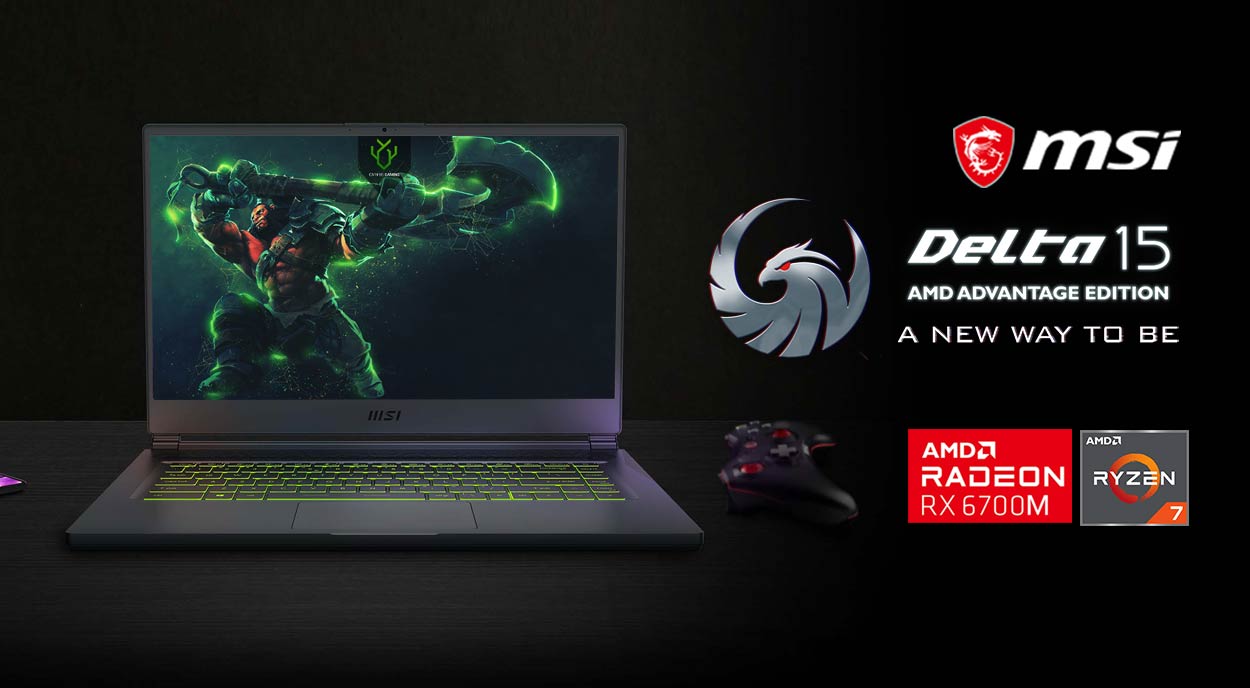 msi
Delta 15
AMD ADVANTAGE EDITION
A NEW WAY TO BE
msi
AMD
RADEON
RX 6700M
AMD
RYZEN
7